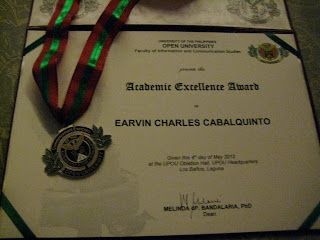 UNIVERSITY OF THE PHILIPPINES
OPEN UNIVERSITY
Faculty of Information and Communication Studies
presents the
Academic Excellence Award
to
EARVIN CHARLES CABALQUINTO
Given this 4th day of May 2012
at the UPOU Oblation Hall, UPOU Headquarters
Los Baños, Laguna
MELINDA dP. BANDALARIA, PhD
Dean